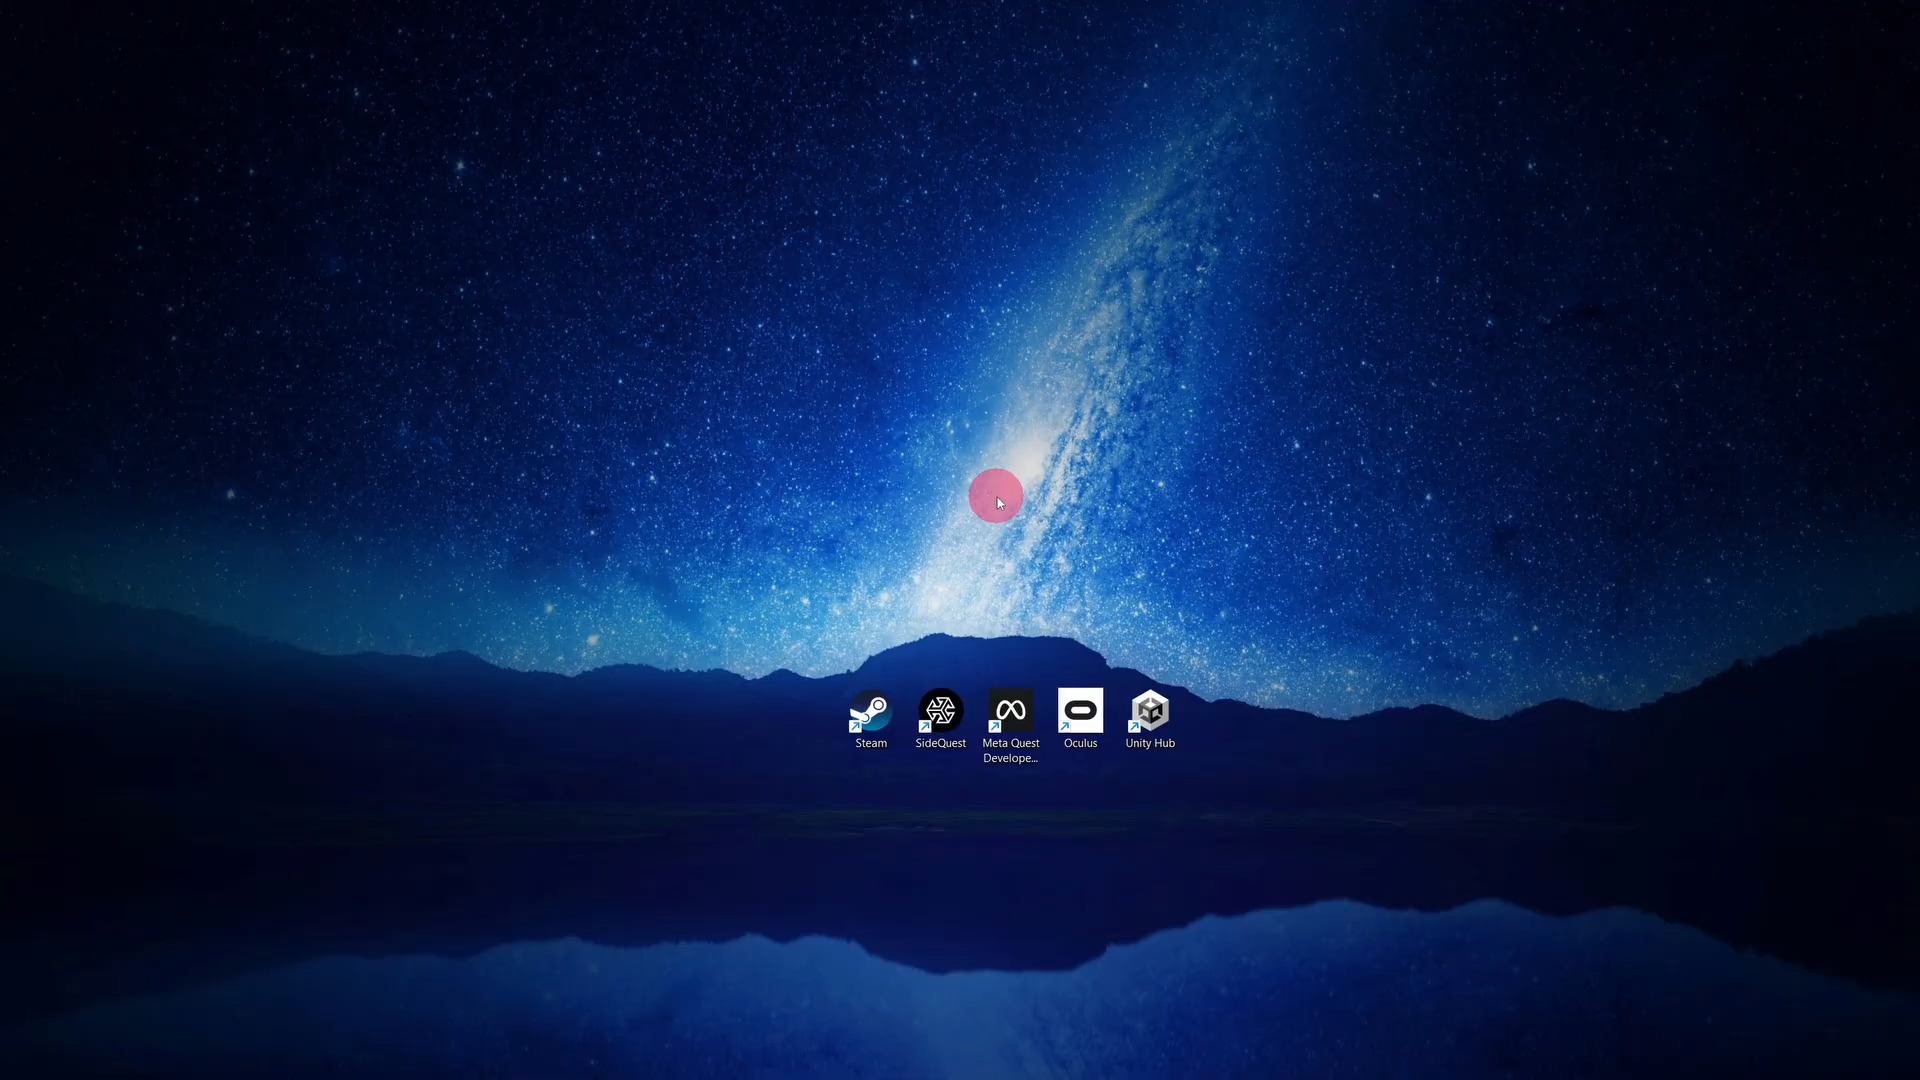 Steam
SideQuest
Meta Quest
Develope...
Oculus
Unity Hub